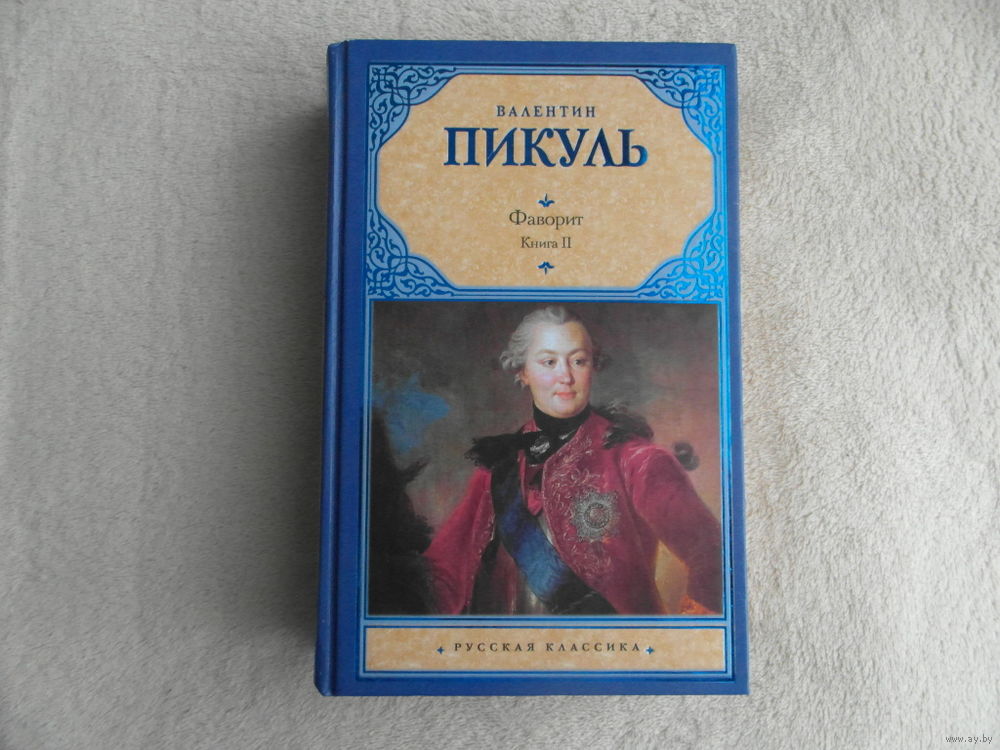 ВАЛЕНТИН
ПИКУЛЬ
Фаворит
Книга II
РУССКАЯ КЛАССИКА
www.ay.by